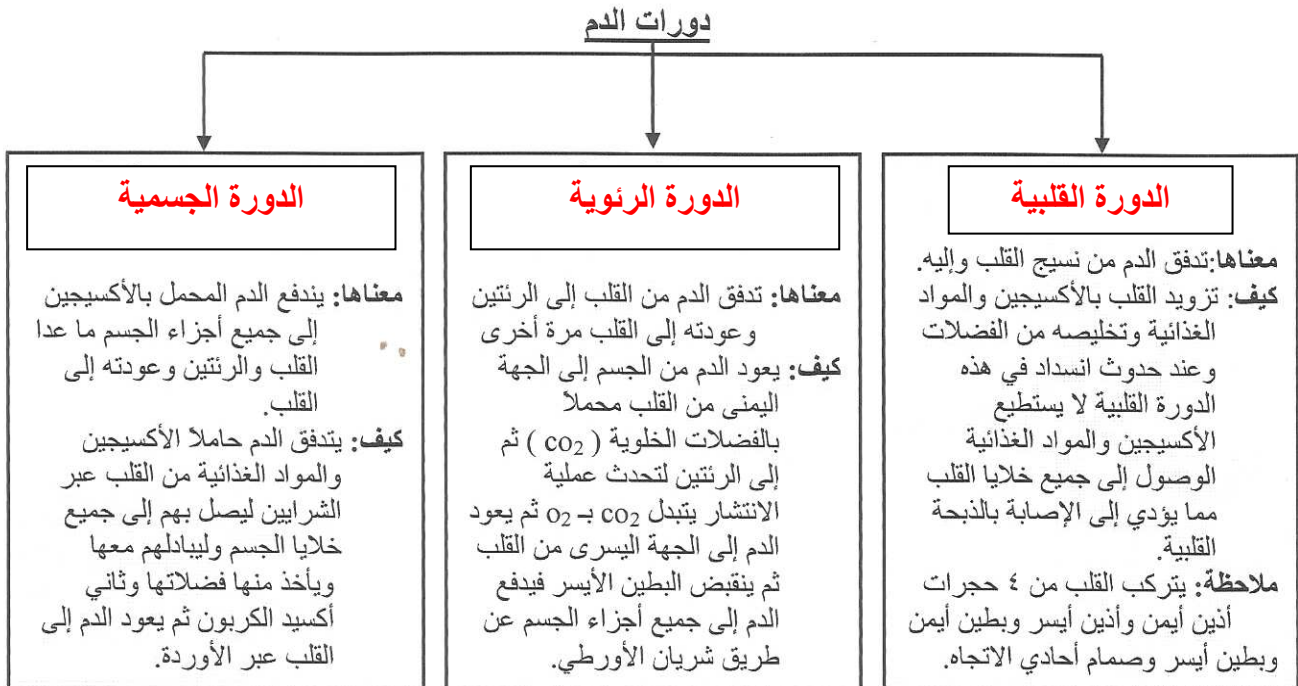 دورات الدم
الدورة القلبية
معناها:تدفق الدم من نسيج القلب وإليه.
كيف: تزويد القلب بالأكسيجين والمواد
الغذائية وتخليصه من الفضلات
وعند حدوث انسداد في هذه
الدورة القلبية لا يستطيع
الأكسيجين والمواد الغذائية
الوصول إلى جميع خلايا القلب
مما يؤدي إلى الإصابة بالذبحة
القلبية.
ملاحظة: يتركب القلب من ٤ حجرات
أذين أيمن وأذين أيسر وبطين أيمن
وبطين أيسر وصمام أحادي الاتجاه.
الدورة الرئوية
معناها: تدفق الدم من القلب إلى الرئتين
وعودته إلى القلب مرة أخرى
كيف: يعود الدم من الجسم إلى الجهة
اليمنى من القلب محملا
بالفضلات الخلوية ( co₂ ) ثم
إلى الرئتين لتحدث عملية
الانتشار يتبدل co₂ بـ o₂ ثم يعود
الدم إلى الجهة اليسرى من القلب
ثم ينقبض البطين الأيسر فيدفع
الدم إلى جميع أجزاء الجسم عن
طريق شريان الأورطي.
الدورة الجسمية
معناها: يندفع الدم المحمل بالأكسيجين
إلى جميع أجزاء الجسم ما عدا
القلب والرئتين وعودته إلى
القلب.
كيف: يتدفق الدم حاملا الأكسيجين
والمواد الغذائية من القلب عبر
الشرايين ليصل بهم إلى جميع
خلايا الجسم وليبادلهم معها
ويأخذ منها فضلاتها وثاني
أكسيد الكربون ثم يعود الدم إلى
القلب عبر الأوردة.